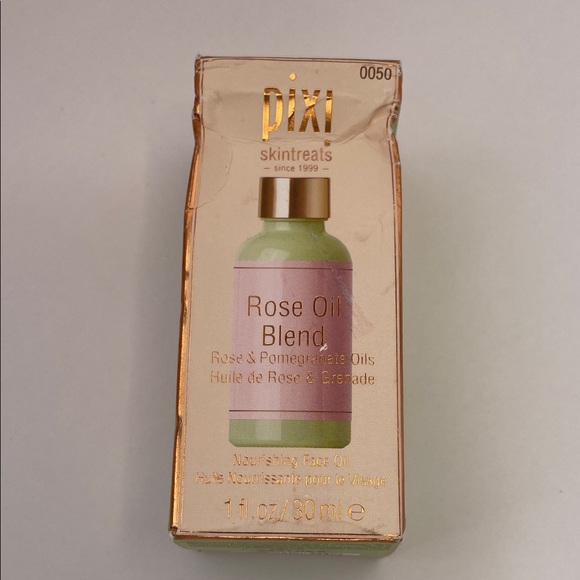 0050
pixi
skintreats
– since 1999 –
Rose Oil
Blend
Rose & Pomegranate Oils
Huile de Rose & Grenade
Nourishing Face Oil
Huile Nourrissante pour le Visage
1 fl.oz/30 ml ℮